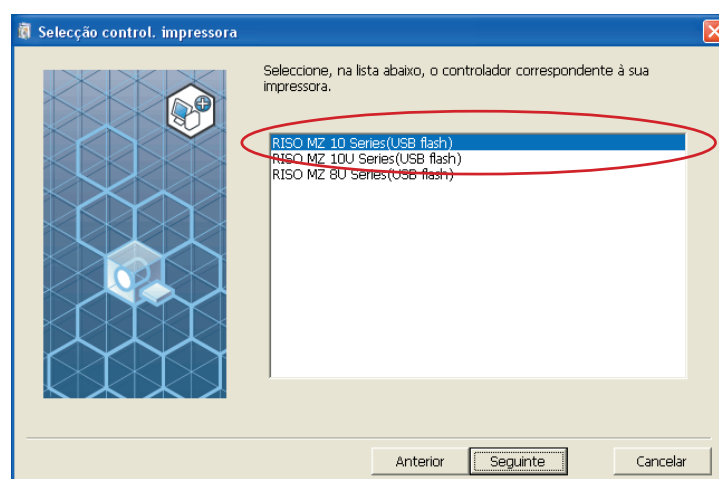 Selecção control. impressora
Seleccione, na lista abaixo, o controlador correspondente à sua
impressora.
RISO MZ 10 Series(USB flash)
RISO MZ 10U Series(USB flash)
RISO MZ 8U Series(USB flash)
Anterior
Seguinte
Cancelar